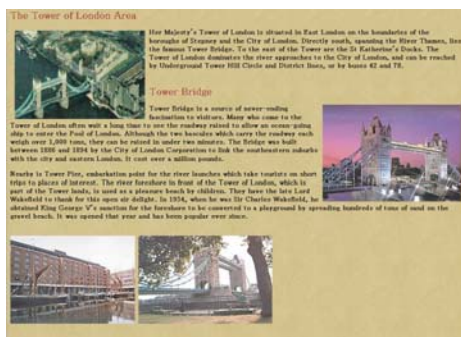 The Tower of London Area
Her Majesty's Tower of London is situated in East London on the boundaries of the
boroughs of Stepney and the City of London. Directly youth, spanning the River Thames, lies
the famous Tower Bridge. To the east of the Tower are the St Katherine's Docks. The
Tower of London dominates the river approaches to the City of London, and can be reached
by Underground Tower Hill Circle and District lines, or by buses 42 and 78.
Tower Bridge
Tower Bridge is a source of never-ending
fascination to visitors. Many who come to the
Tower of London often wait a long time to see the roadway raised to allow an ocean-going
ship to enter the Pool of London. Although the two bascules which carry the roadway each
weigh over 1,000 tons, they can be raised in under two minutes. The Bridge was built
between 1886 and 1894 by the City of London Corporation to link the southeastern suburbs
with the city and eastern London. It cost over a million pounds.
Nearby is Tower Pier, embarkation point for the river launches which take tourists on short
trips to places of interest. The river foreshore in front of the Tower of London, which is
part of the Tower lands, is used as a pleasure beach by children. They have the late Lord
Wakefield to thank for this open air delight. In 1934, when he was Sir Charles Wakefield, he
obtained King George V's sanction for the foreshore to be converted to a playground by spreading hundreds of tons of sand on the
gravel beach. It was opened that year and has been popular ever since.